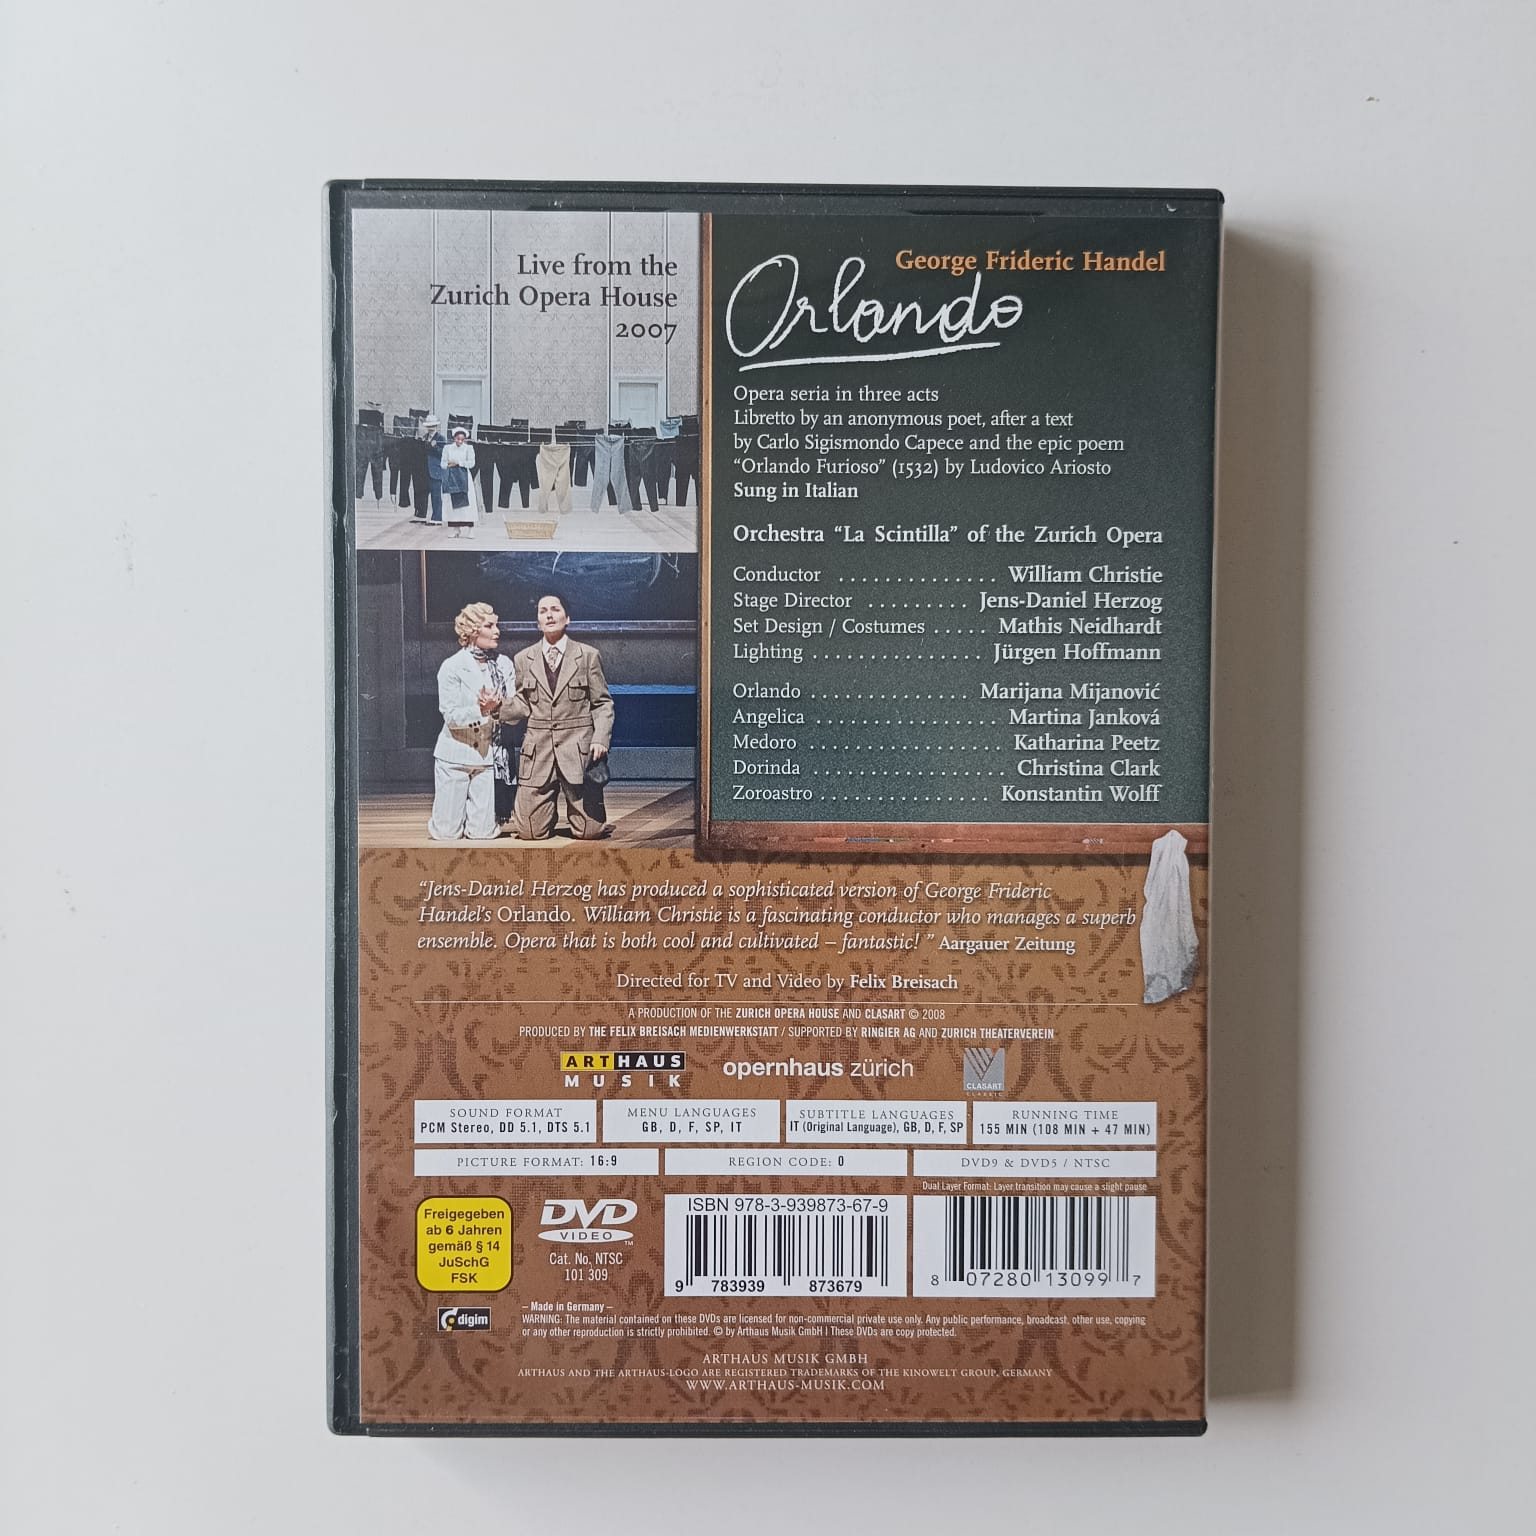 Live from the
Zurich Opera House
2007
George Frideric Handel
Orlando
Opera seria in three acts
Libretto by an anonymous poet, after a text
by Carlo Sigismondo Capece and the epic poem
“Orlando Furioso” (1532) by Ludovico Ariosto
Sung in Italian
Orchestra “La Scintilla” of the Zurich Opera
Conductor .............. William Christie
Stage Director ......... Jens-Daniel Herzog
Set Design / Costumes ..... Mathis Neidhardt
Lighting ............... Jürgen Hoffmann
Orlando .............. Marijana Mijanović
Angelica ................ Martina Janková
Medoro ................. Katharina Peetz
Dorinda ................. Christina Clark
Zoroastro ............... Konstantin Wolff
“Jens-Daniel Herzog has produced a sophisticated version of George Frideric
Handel’s Orlando. William Christie is a fascinating conductor who manages a superb
ensemble. Opera that is both cool and cultivated – fantastic! ” Aargauer Zeitung
Directed for TV and Video by Felix Breisach
A PRODUCTION OF THE ZURICH OPERA HOUSE AND CLASART © 2008
PRODUCED BY THE FELIX BREISACH MEDIENWERKSTATT / SUPPORTED BY RINGIER AG AND ZURICH THEATERVEREIN
ARTHAUS
MUSIK
opernhaus zürich
CLASART
CLASSIC
SOUND FORMAT
PCM Stereo, DD 5.1, DTS 5.1
MENU LANGUAGES
GB, D, F, SP, IT
SUBTITLE LANGUAGES
IT (Original Language), GB, D, F, SP
RUNNING TIME
155 MIN (108 MIN + 47 MIN)
PICTURE FORMAT: 16:9
REGION CODE: 0
DVD9 & DVD5 / NTSC
Dual Layer Format: Layer transition may cause a slight pause
Freigegeben
ab 6 Jahren
gemäß § 14
JuSchG
FSK
DVD
VIDEO
TM
Cat. No. NTSC
101 309
ISBN 978-3-939873-67-9
9 783939 873679
8 07280 13099 7
digim
– Made in Germany –
WARNING: The material contained on these DVDs are licensed for non-commercial private use only. Any public performance, broadcast, other use, copying
or any other reproduction is strictly prohibited. © by Arthaus Musik GmbH | These DVDs are copy protected.
ARTHAUS MUSIK GMBH
ARTHAUS AND THE ARTHAUS-LOGO ARE REGISTERED TRADEMARKS OF THE KINOWELT GROUP, GERMANY
WWW.ARTHAUS-MUSIK.COM